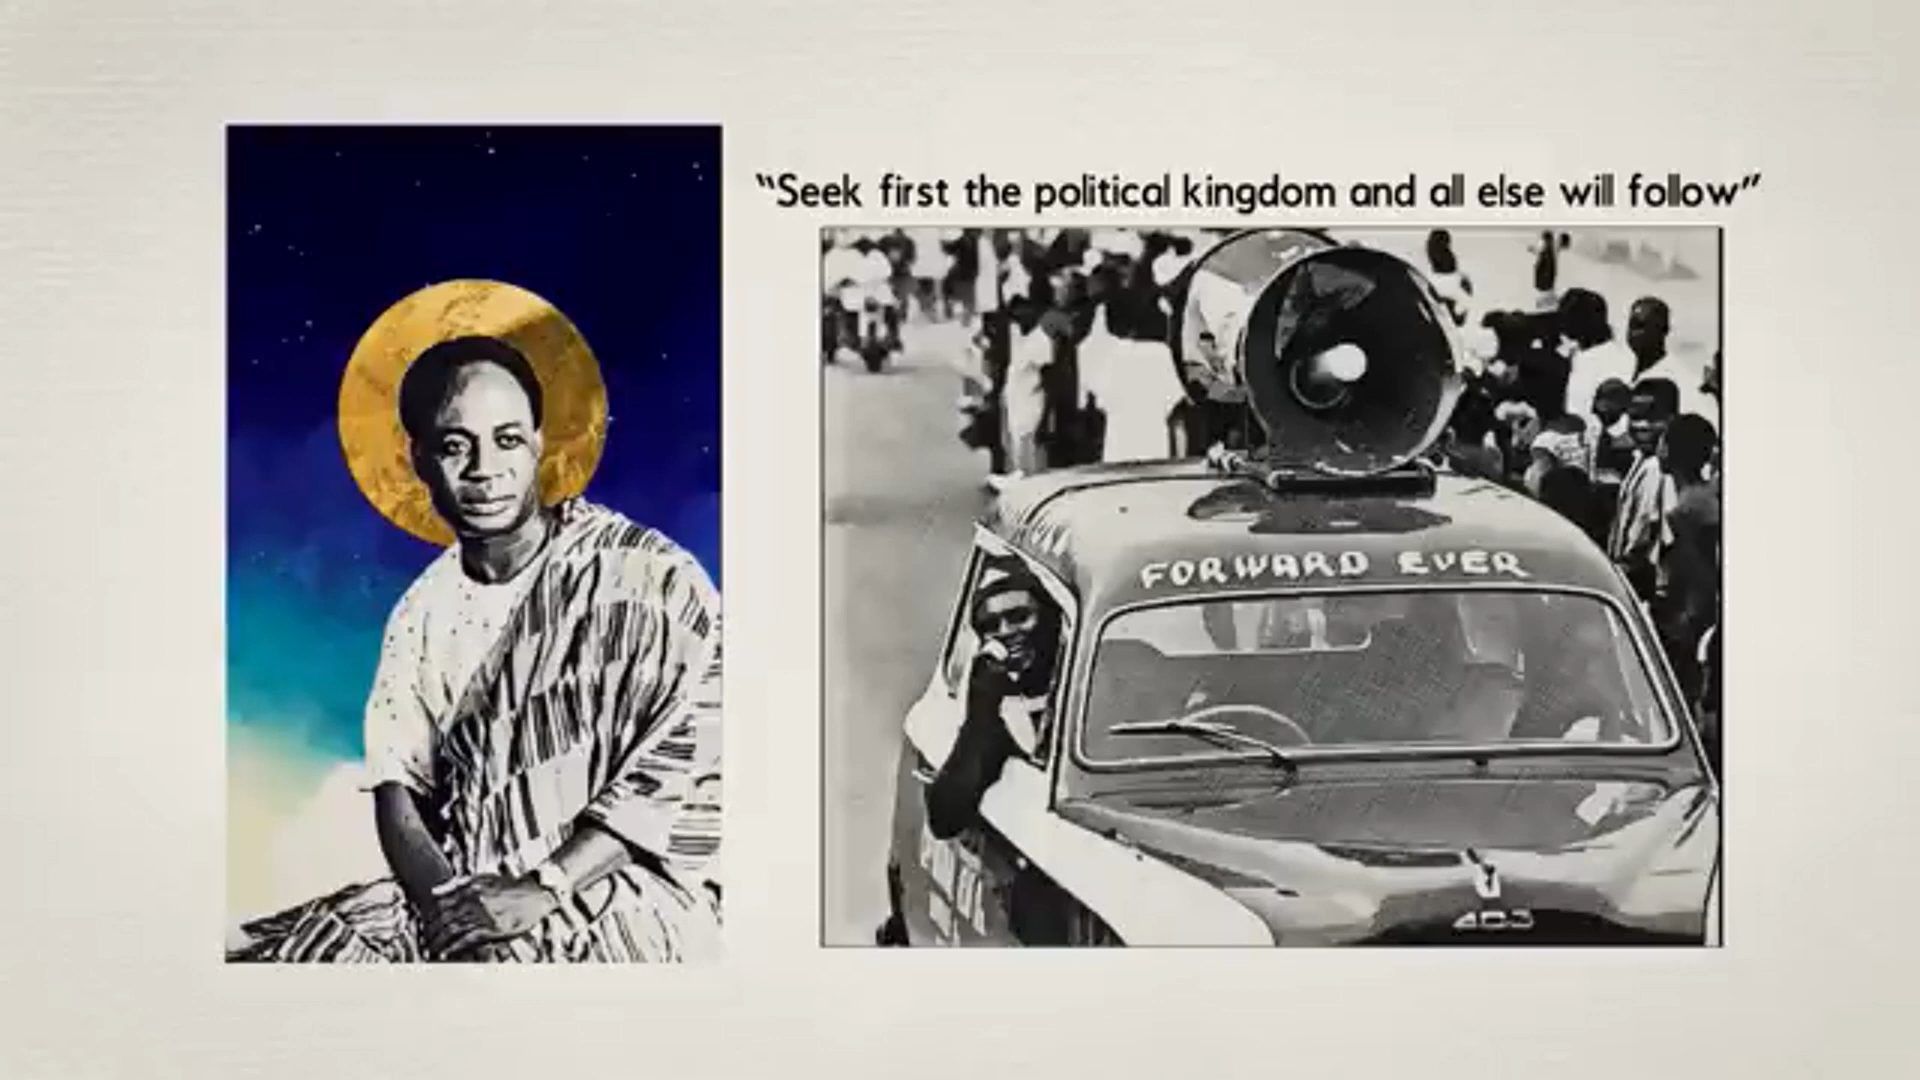 “Seek first the political kingdom and all else will follow”
FORWARD EVER
403